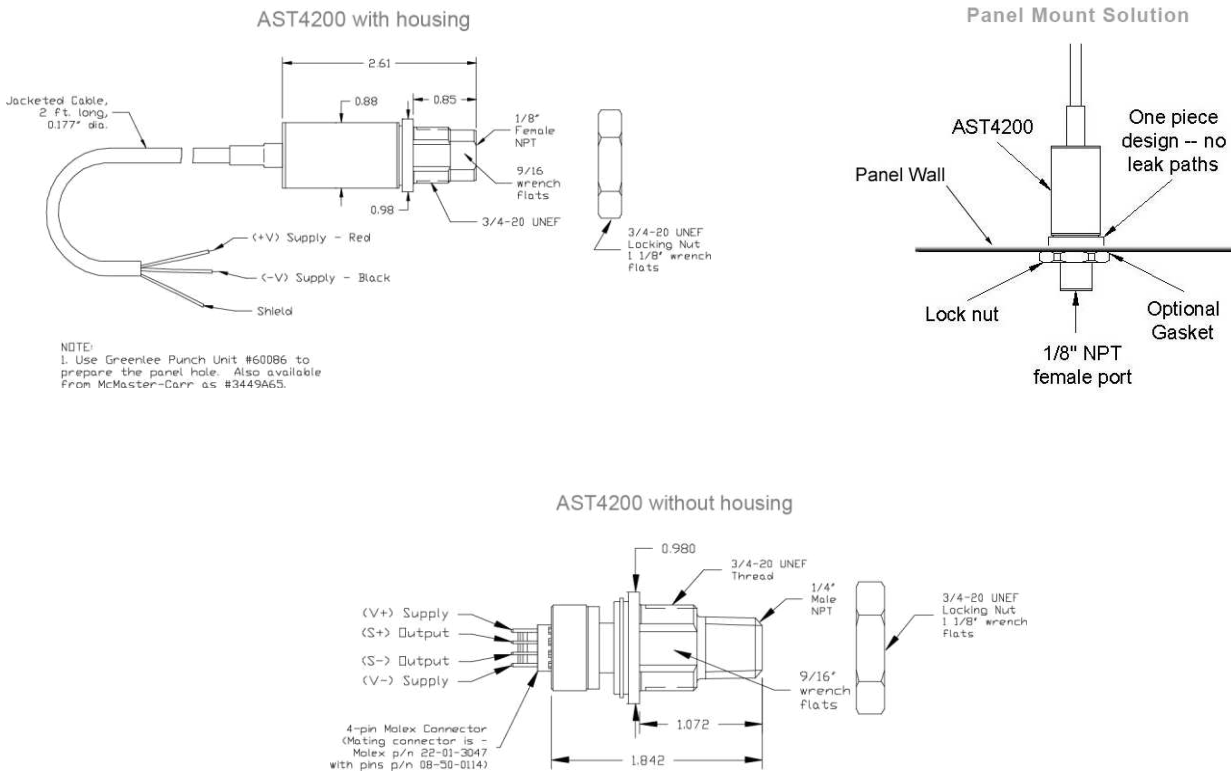 AST4200 with housing
2.61
Jacketed Cable,
2 ft. long,
0.177" dia.
0.88
0.85
1/8"
Female
NPT
9/16
wrench
flats
0.98
3/4-20 UNEF
(+V) Supply - Red
(-V) Supply - Black
Shield
3/4-20 UNEF
Locking Nut
1 1/8" wrench
flats
NOTE:
1. Use Greenlee Punch Unit #60086 to
prepare the panel hole. Also available
from McMaster-Carr as #3449A65.
Panel Mount Solution
AST4200
One piece
design -- no
leak paths
Panel Wall
Lock nut
Optional
Gasket
1/8" NPT
female port
AST4200 without housing
0.980
3/4-20 UNEF
Thread
1/4"
Male
NPT
3/4-20 UNEF
Locking Nut
1 1/8" wrench
flats
(V+) Supply
(S+) Output
(S-) Output
(V-) Supply
9/16"
wrench
flats
1.072
1.842
4-pin Molex Connector
(Mating connector is -
Molex p/n 22-01-3047
with pins p/n 08-50-0114)